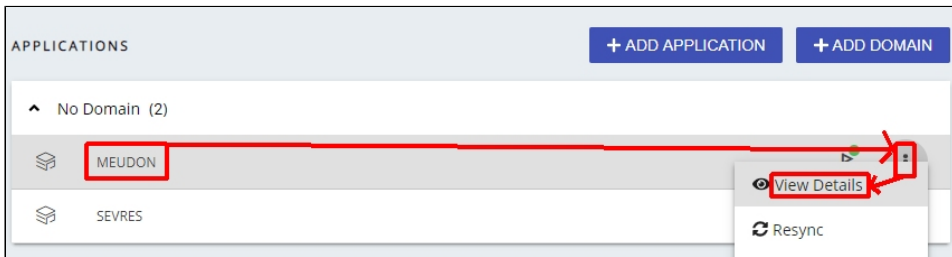 APPLICATIONS
+ ADD APPLICATION
+ ADD DOMAIN
No Domain (2)
MEUDON
View Details
SEVRES
Resync